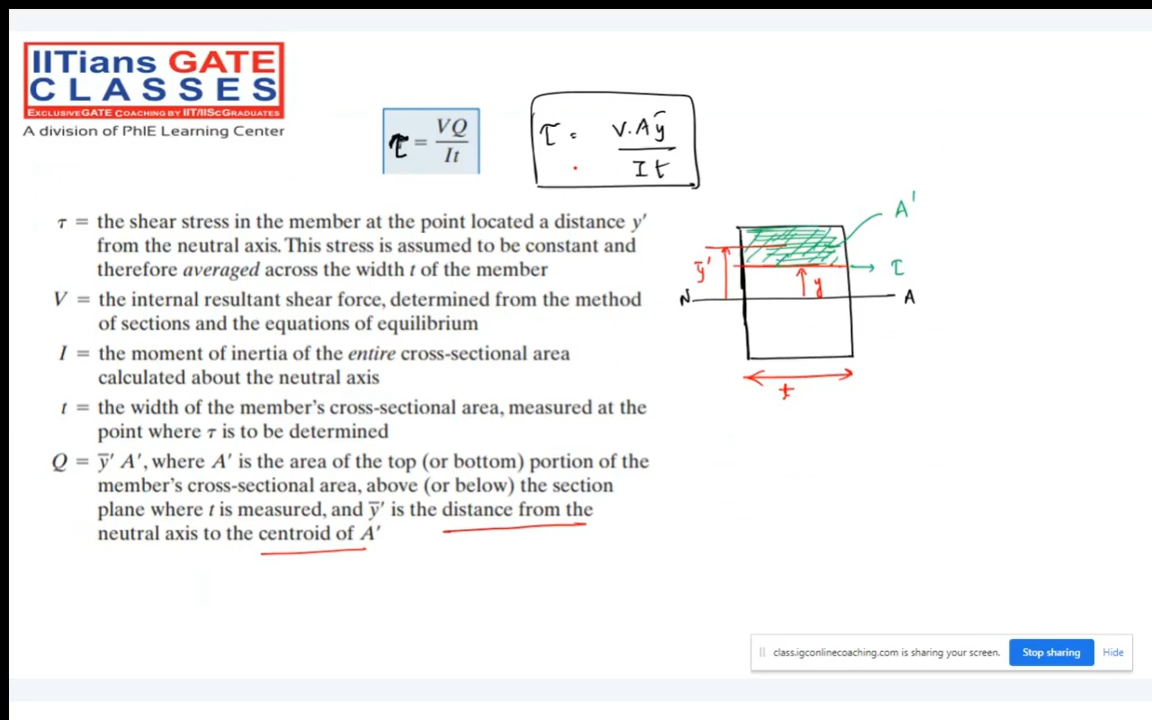 IITians GATE
CLASSES
EXCLUSIVE GATE COACHING BY IIT/IISc GRADUATES
A division of PhIE Learning Center
τ = VQ / It
τ = V.Aȳ / It
τ = the shear stress in the member at the point located a distance y′
from the neutral axis. This stress is assumed to be constant and
therefore averaged across the width t of the member
V = the internal resultant shear force, determined from the method
of sections and the equations of equilibrium
I = the moment of inertia of the entire cross-sectional area
calculated about the neutral axis
t = the width of the member's cross-sectional area, measured at the
point where τ is to be determined
Q = ȳ′ A′, where A′ is the area of the top (or bottom) portion of the
member's cross-sectional area, above (or below) the section
plane where t is measured, and ȳ′ is the distance from the
neutral axis to the centroid of A′
A'
ȳ'
τ
y
N
A
t
class.igconlinecoaching.com is sharing your screen.
Stop sharing
Hide